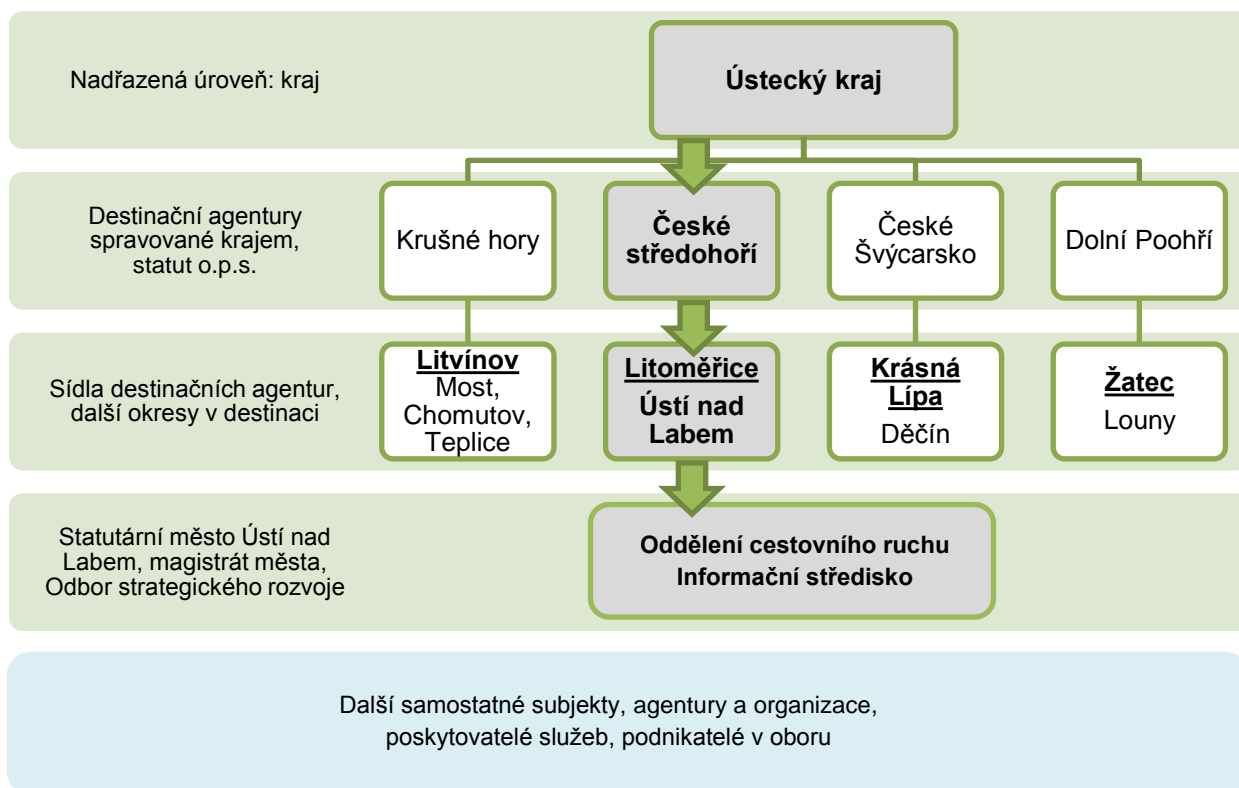 Nadřazená úroveň: kraj
Ústecký kraj
Destinační agentury
spravované krajem,
statut o.p.s.
Krušné hory
České
středohoří
České
Švýcarsko
Dolní Poohří
Sídla destinačních agentur,
další okresy v destinaci
Litvínov
Most,
Chomutov,
Teplice
Litoměřice
Ústí nad
Labem
Krásná
Lípa
Děčín
Žatec
Louny
Statutární město Ústí nad
Labem, magistrát města,
Odbor strategického rozvoje
Oddělení cestovního ruchu
Informační středisko
Další samostatné subjekty, agentury a organizace,
poskytovatelé služeb, podnikatelé v oboru